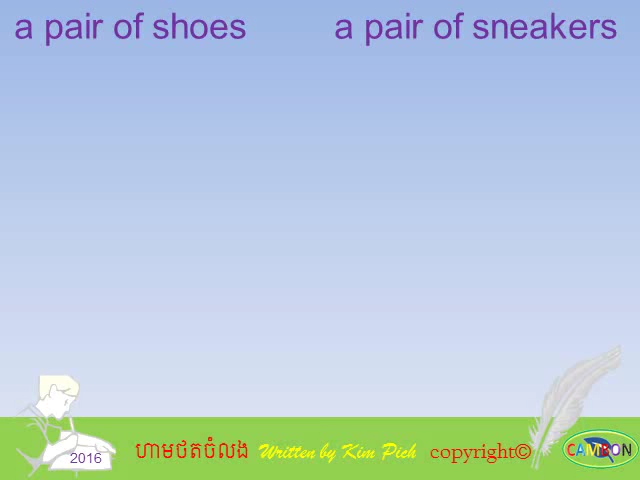 a pair of shoes a pair of sneakers
2016 ហាមថតចំលង Written by Kim Pich copyright© CAMBON